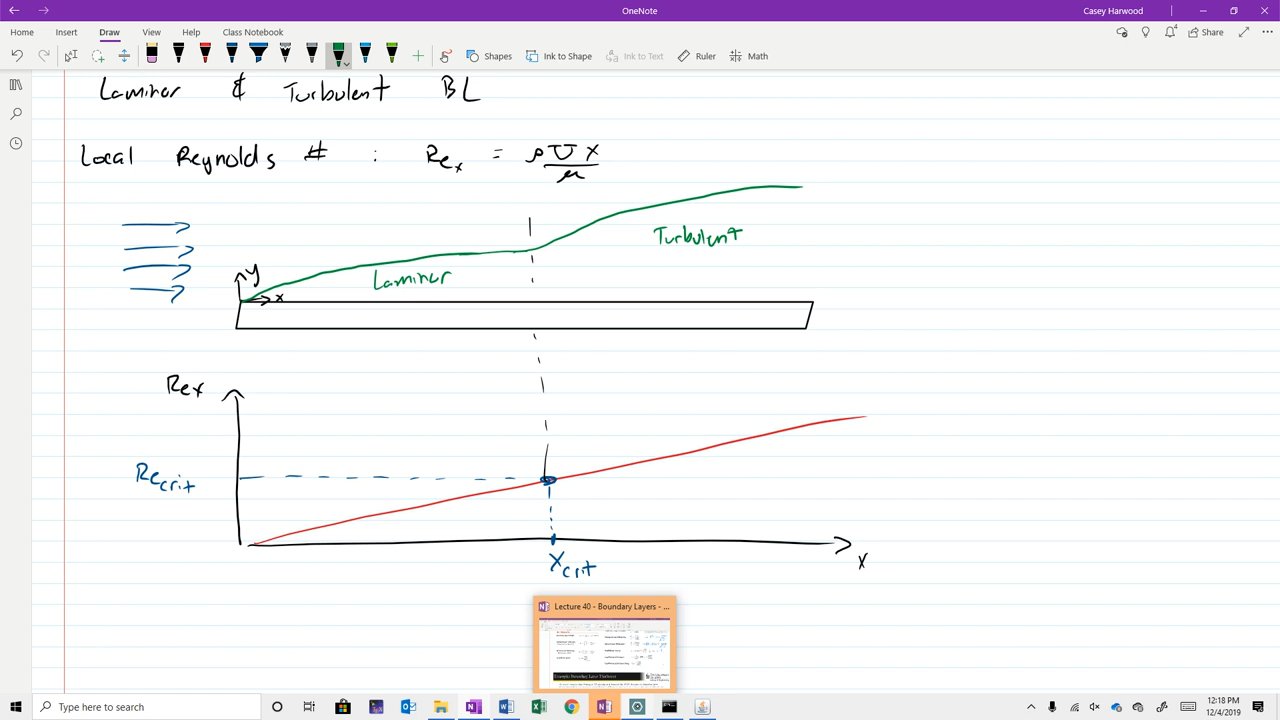 OneNote
Casey Harwood
Home Insert Draw View Help Class Notebook
Share
Shapes Ink to Shape Ink to Text Ruler Math
Laminar & Turbulent BL
Local Reynolds # : Rex = ρUx/μ
Turbulent
y
Laminar
x
Rex
Recrit
Xcrit
x
Lecture 40 - Boundary Layers - ...
Type here to search
12:18 PM
12/4/2019